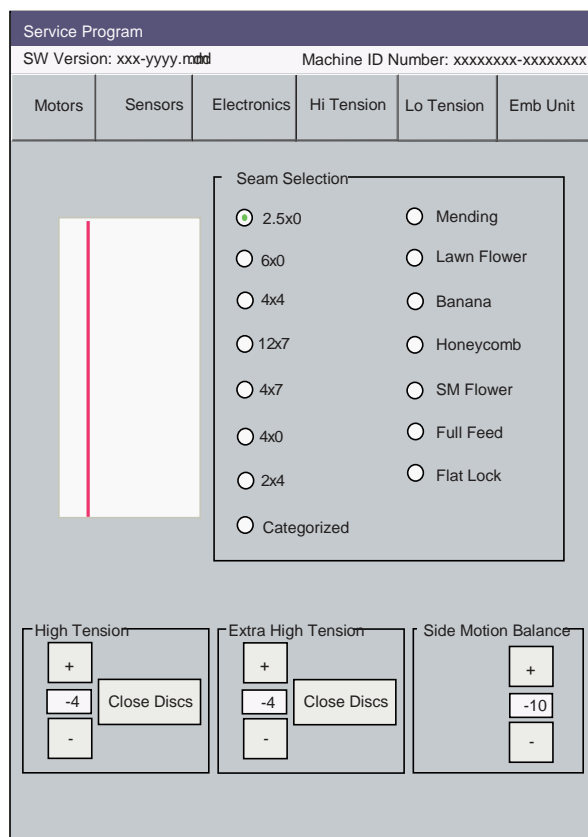 Service Program
SW Version: xxx-yyyy.mdd Machine ID Number: xxxxxxxx-xxxxxxxx
Motors Sensors Electronics Hi Tension Lo Tension Emb Unit
Seam Selection
2.5x0 Mending
6x0 Lawn Flower
4x4 Banana
12x7 Honeycomb
4x7 SM Flower
4x0 Full Feed
2x4 Flat Lock
Categorized
High Tension Extra High Tension Side Motion Balance
+ + +
-4 Close Discs -4 Close Discs -10
- - -